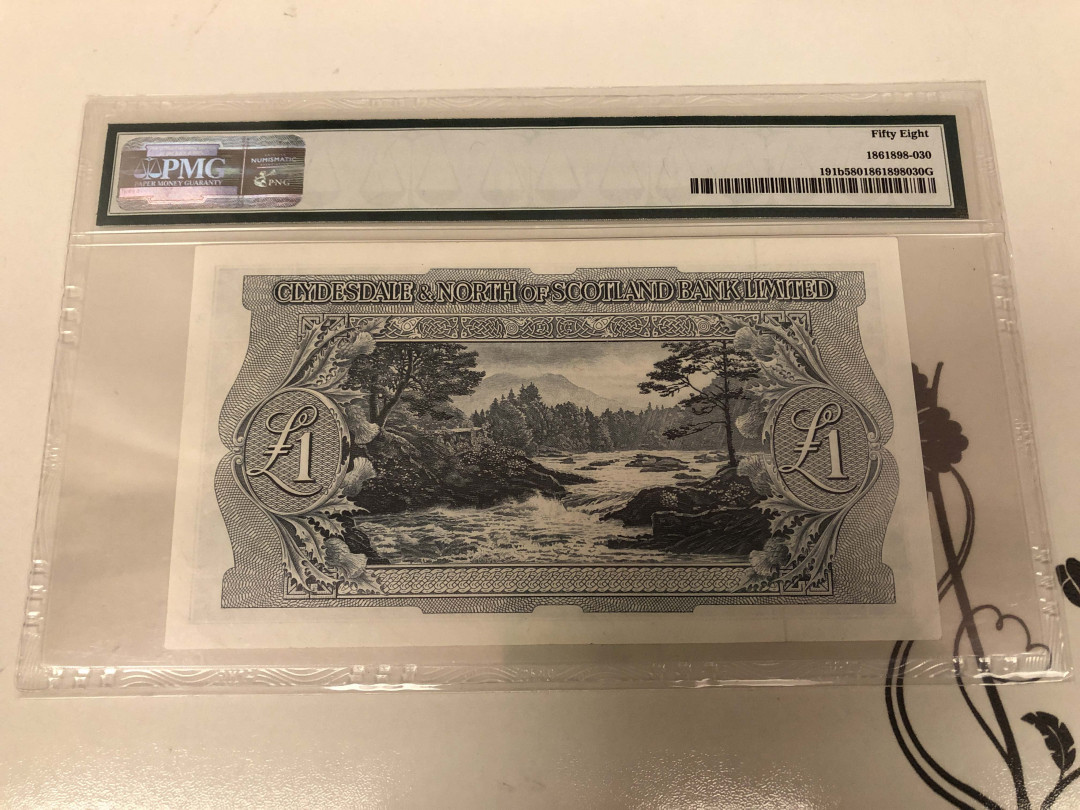 PMG
PAPER MONEY GUARANTY
NUMISMATIC
PNG
Fifty Eight
1861898-030
191b5801861898030G
CLYDESDALE & NORTH OF SCOTLAND BANK LIMITED
£1
£1